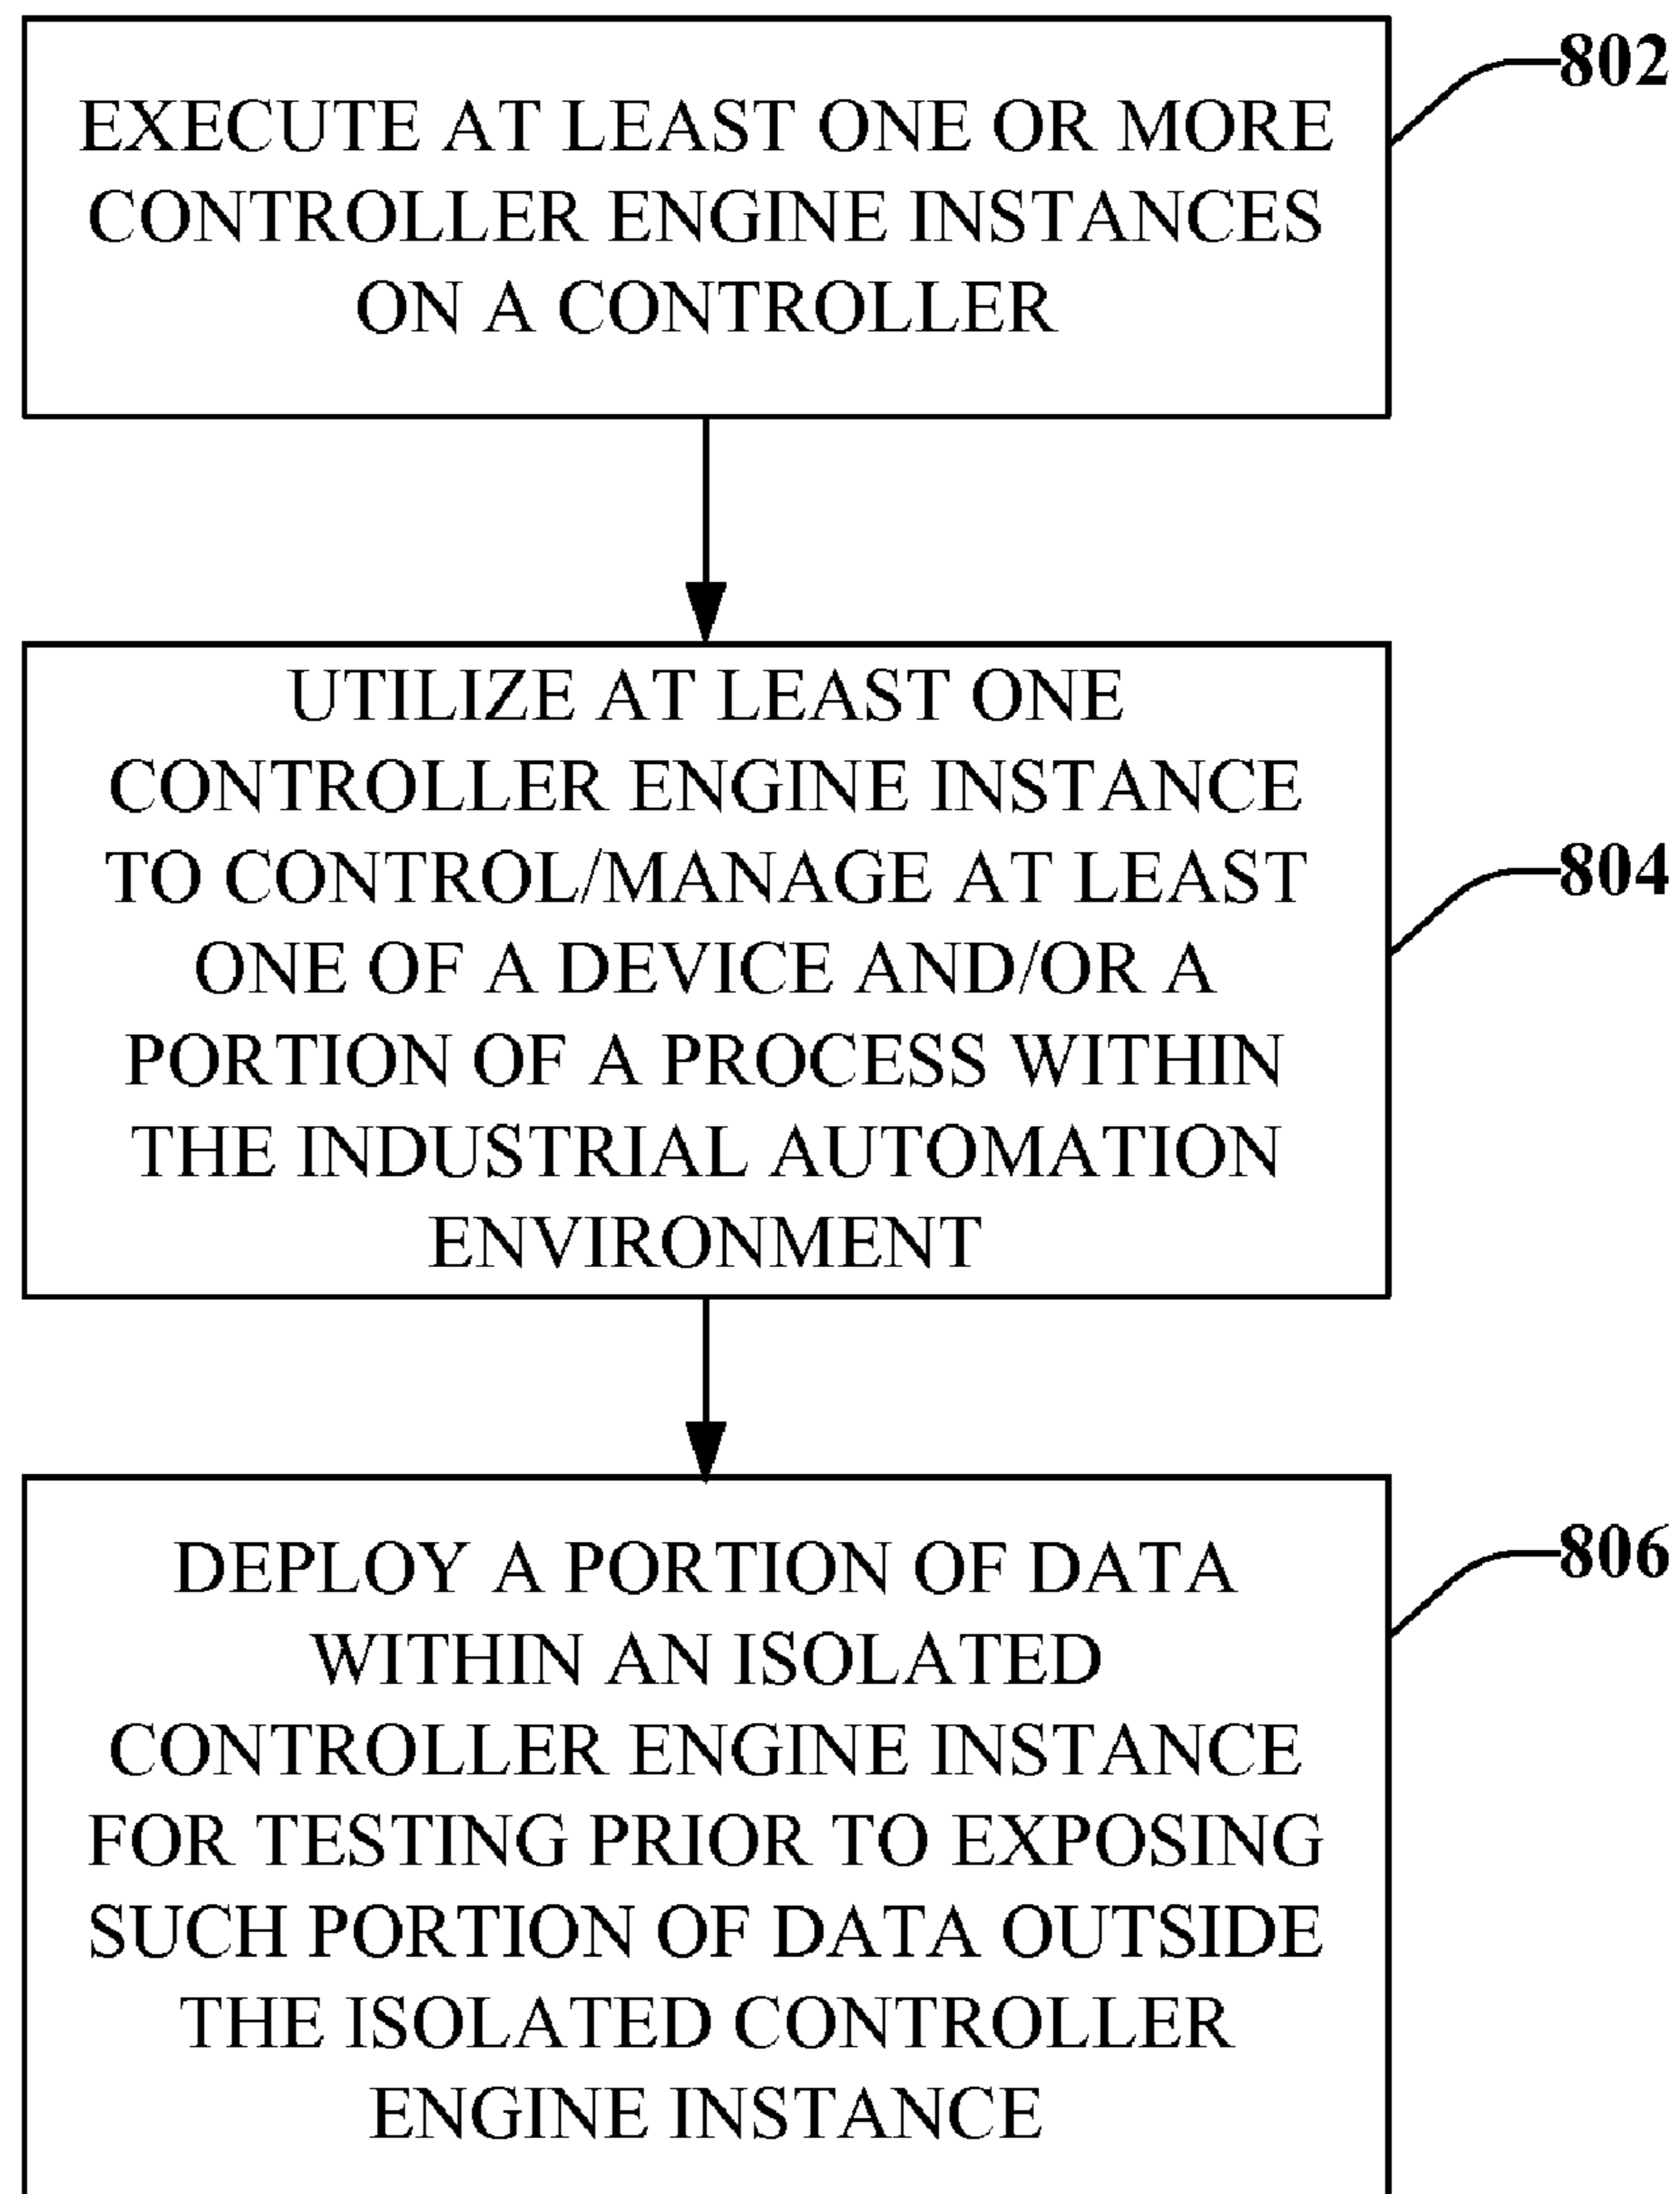 EXECUTE AT LEAST ONE OR MORE
CONTROLLER ENGINE INSTANCES
ON A CONTROLLER
802
UTILIZE AT LEAST ONE
CONTROLLER ENGINE INSTANCE
TO CONTROL/MANAGE AT LEAST
ONE OF A DEVICE AND/OR A
PORTION OF A PROCESS WITHIN
THE INDUSTRIAL AUTOMATION
ENVIRONMENT
804
DEPLOY A PORTION OF DATA
WITHIN AN ISOLATED
CONTROLLER ENGINE INSTANCE
FOR TESTING PRIOR TO EXPOSING
SUCH PORTION OF DATA OUTSIDE
THE ISOLATED CONTROLLER
ENGINE INSTANCE
806